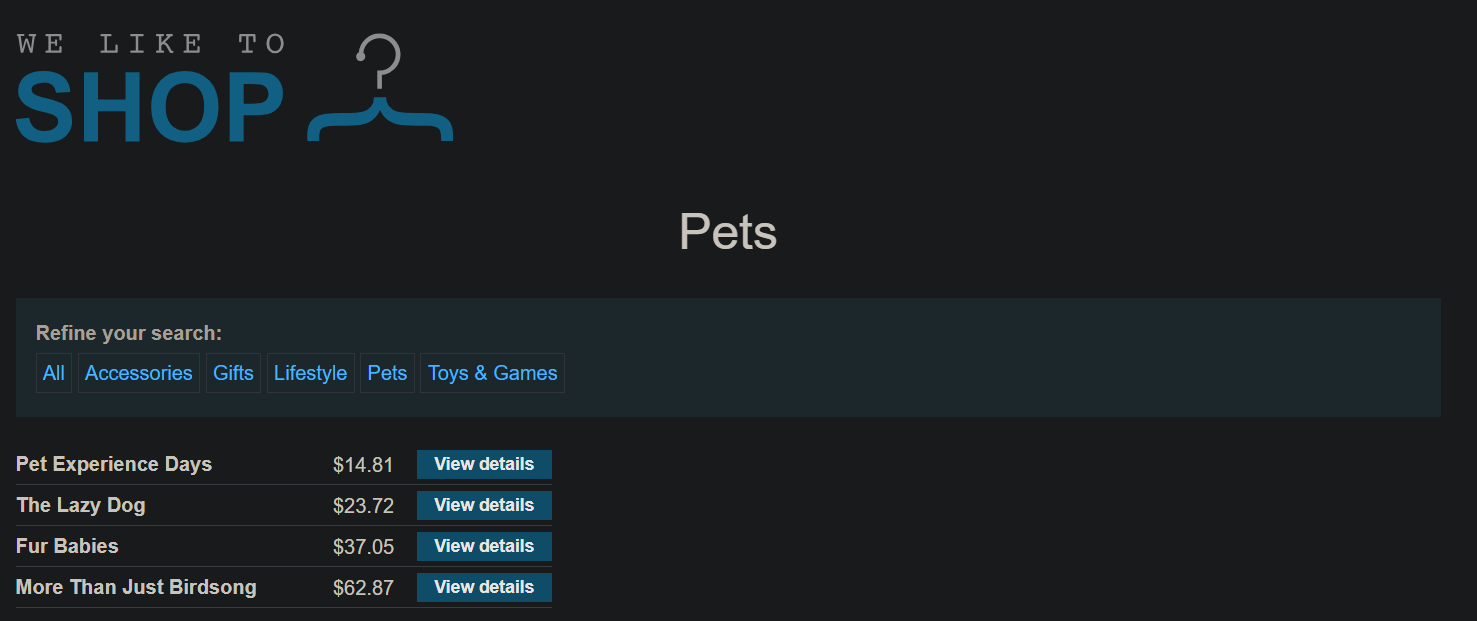 WE LIKE TO
SHOP
Pets
Refine your search:
All Accessories Gifts Lifestyle Pets Toys & Games
Pet Experience Days $14.81 View details
The Lazy Dog $23.72 View details
Fur Babies $37.05 View details
More Than Just Birdsong $62.87 View details